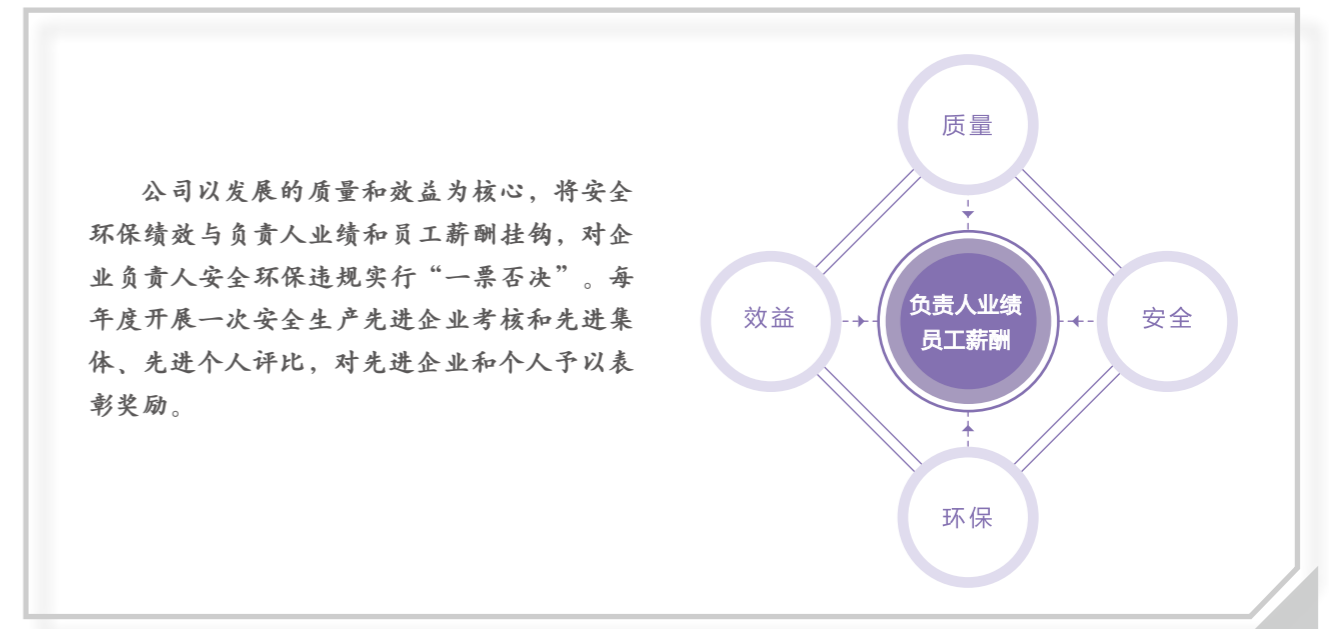 公司以发展的质量和效益为核心，将安全
环保绩效与负责人业绩和员工薪酬挂钩，对企
业负责人安全环保违规实行“一票否决”。每
年度开展一次安全生产先进企业考核和先进集
体、先进个人评比，对先进企业和个人予以表
彰奖励。
质量
效益
负责人业绩
员工薪酬
安全
环保